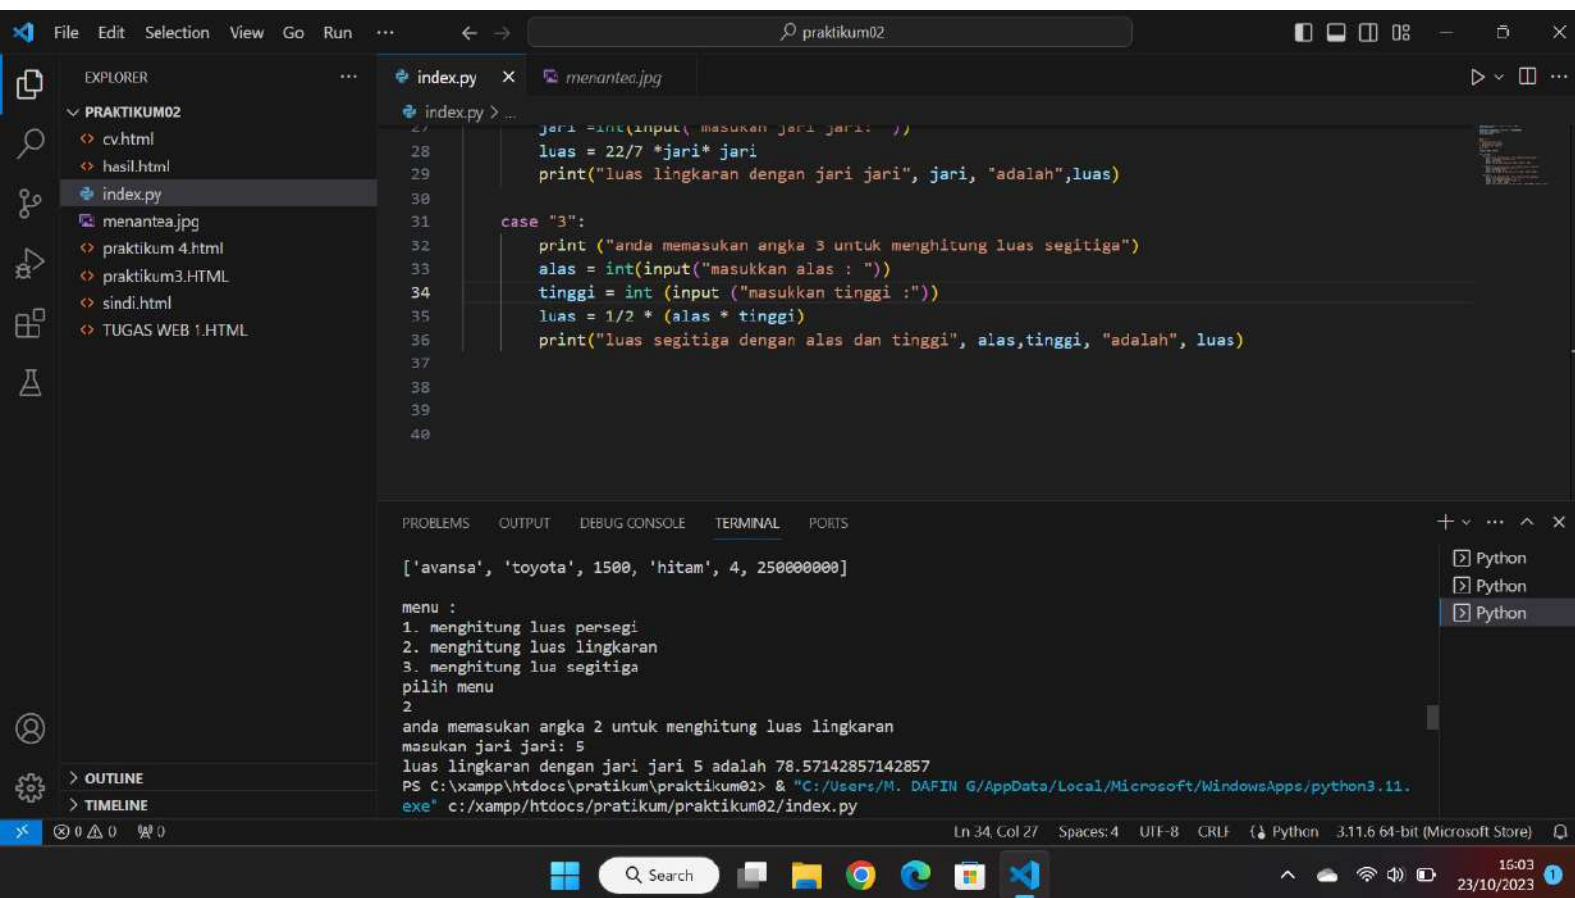 File Edit Selection View Go Run ··· ← → praktikum02
EXPLORER ···
PRAKTIKUM02
cv.html
hasil.html
index.py
menantea.jpg
praktikum 4.html
praktikum3.HTML
sindi.html
TUGAS WEB 1.HTML
OUTLINE
TIMELINE
index.py menantea.jpg
index.py > ...
27 jari =int(input( masukan jari jari: ))
28 luas = 22/7 *jari* jari
29 print("luas lingkaran dengan jari jari", jari, "adalah",luas)
30
31 case "3":
32 print ("anda memasukan angka 3 untuk menghitung luas segitiga")
33 alas = int(input("masukkan alas : "))
34 tinggi = int (input ("masukkan tinggi :"))
35 luas = 1/2 * (alas * tinggi)
36 print("luas segitiga dengan alas dan tinggi", alas,tinggi, "adalah", luas)
37
38
39
40
PROBLEMS OUTPUT DEBUG CONSOLE TERMINAL PORTS
['avansa', 'toyota', 1500, 'hitam', 4, 250000000]
menu :
1. menghitung luas persegi
2. menghitung luas lingkaran
3. menghitung lua segitiga
pilih menu
2
anda memasukan angka 2 untuk menghitung luas lingkaran
masukan jari jari: 5
luas lingkaran dengan jari jari 5 adalah 78.57142857142857
PS C:\xampp\htdocs\pratikum\praktikum02> & "C:/Users/M. DAFIN G/AppData/Local/Microsoft/WindowsApps/python3.11.
exe" c:/xampp/htdocs/pratikum/praktikum02/index.py
Python
Python
Python
0 0 0 Ln 34, Col 27 Spaces: 4 UTF-8 CRLF Python 3.11.6 64-bit (Microsoft Store)
Search
16:03
23/10/2023
1